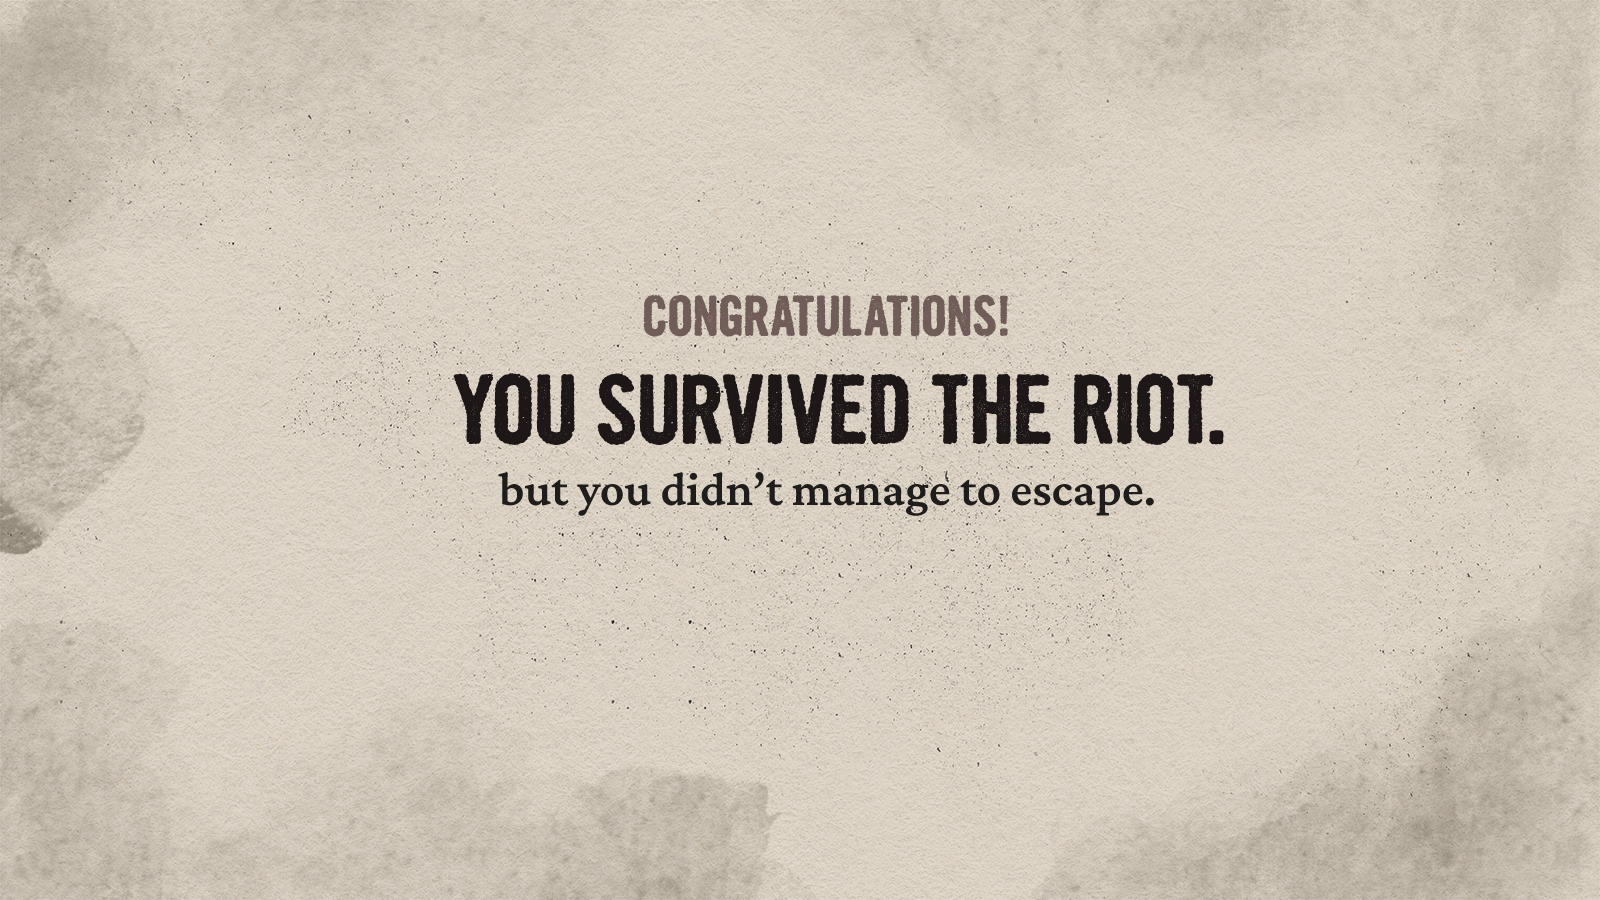 CONGRATULATIONS!
YOU SURVIVED THE RIOT.
but you didn’t manage to escape.